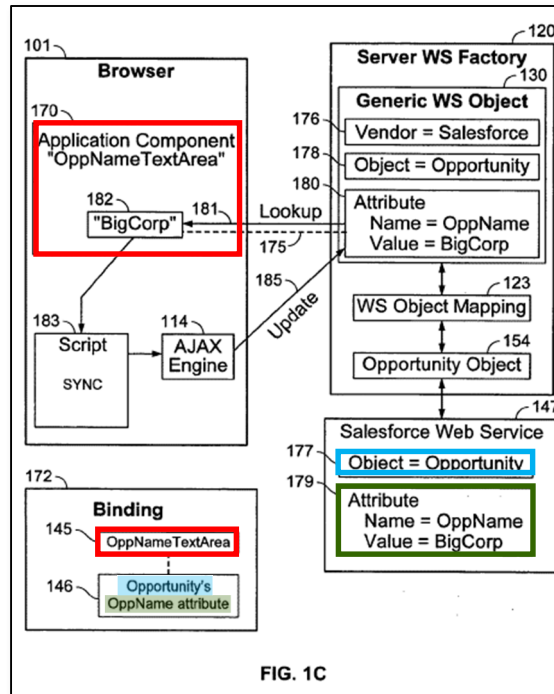 101
Browser
170
Application Component
"OppNameTextArea"
182
"BigCorp"
181
Lookup
175
183
Script
SYNC
114
AJAX
Engine
185
Update
120
Server WS Factory
130
Generic WS Object
176
Vendor = Salesforce
178
Object = Opportunity
180
Attribute
Name = OppName
Value = BigCorp
123
WS Object Mapping
154
Opportunity Object
147
Salesforce Web Service
177
Object = Opportunity
179
Attribute
Name = OppName
Value = BigCorp
172
Binding
145
OppNameTextArea
146
Opportunity's
OppName attribute
FIG. 1C